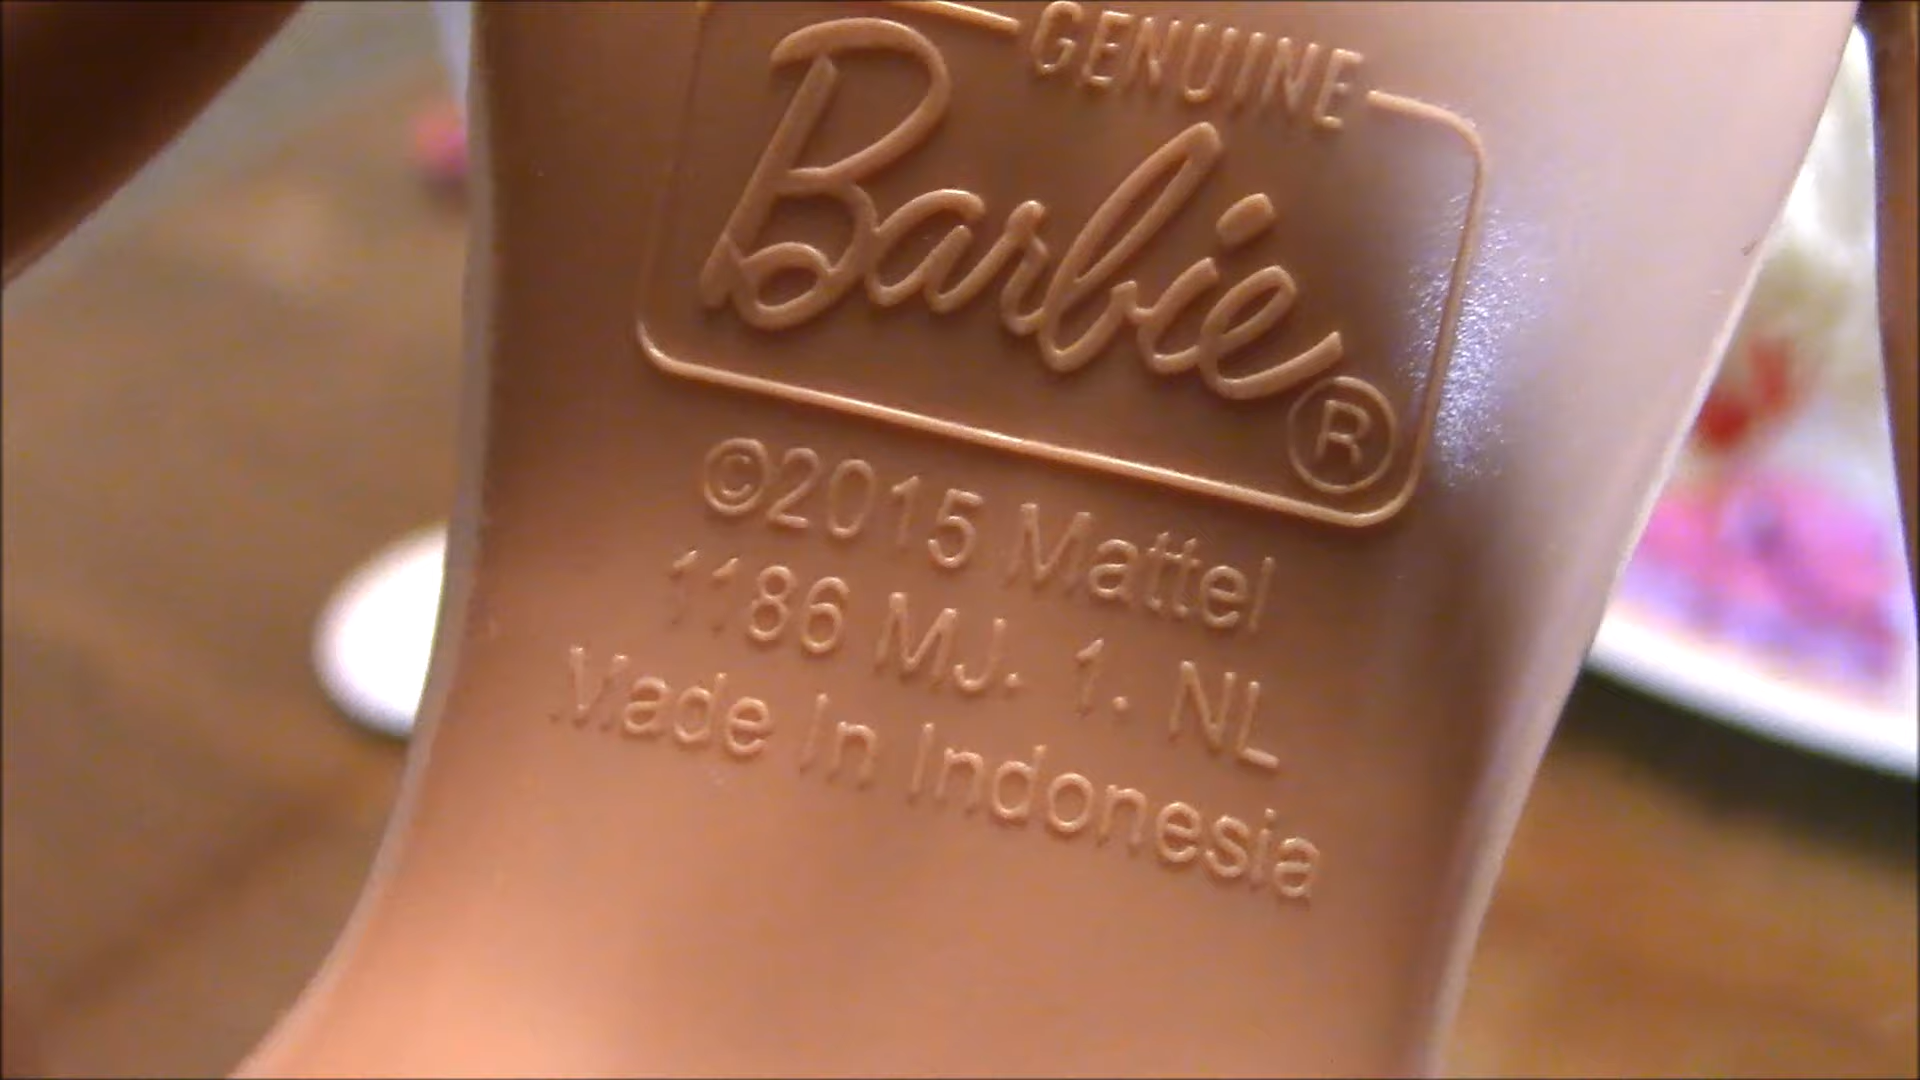 GENUINE
Barbie®
©2015 Mattel
1186 MJ. 1. NL
Made In Indonesia